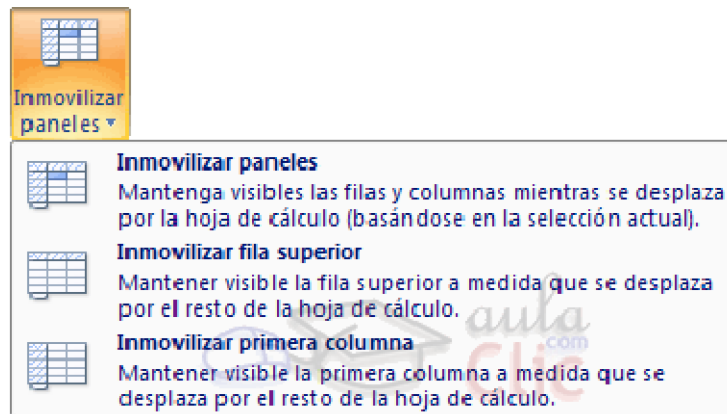 Inmovilizar
paneles
Inmovilizar paneles
Mantenga visibles las filas y columnas mientras se desplaza
por la hoja de cálculo (basándose en la selección actual).
Inmovilizar fila superior
Mantener visible la fila superior a medida que se desplaza
por el resto de la hoja de cálculo.
Inmovilizar primera columna
Mantener visible la primera columna a medida que se
desplaza por el resto de la hoja de cálculo.
aula
.com
Clic